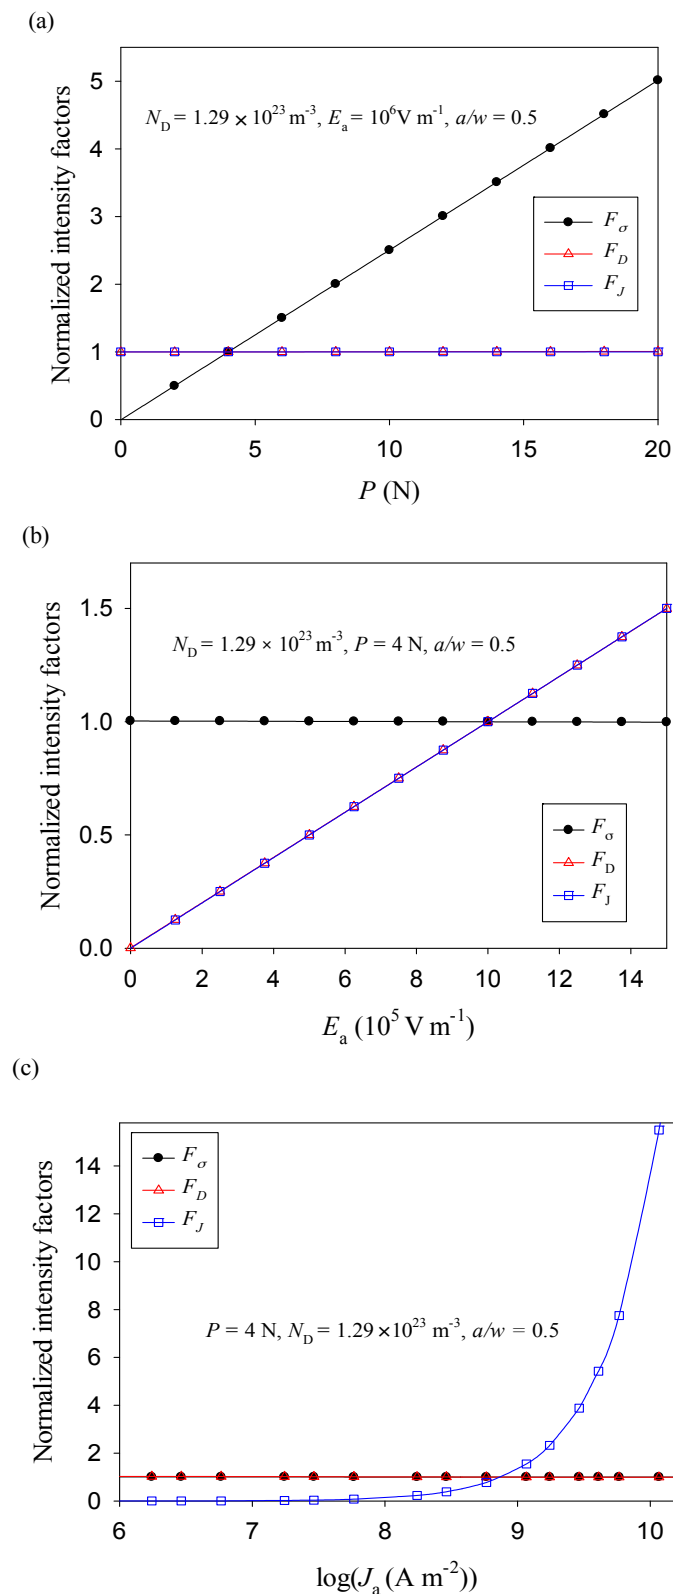 (a)
Normalized intensity factors
5
4
3
2
1
0
N_D = 1.29 × 10^23 m^-3, E_a = 10^6 V m^-1, a/w = 0.5
F_σ
F_D
F_J
0 5 10 15 20
P (N)
(b)
Normalized intensity factors
1.5
1.0
0.5
0.0
N_D = 1.29 × 10^23 m^-3, P = 4 N, a/w = 0.5
F_σ
F_D
F_J
0 2 4 6 8 10 12 14
E_a (10^5 V m^-1)
(c)
Normalized intensity factors
14
12
10
8
6
4
2
0
F_σ
F_D
F_J
P = 4 N, N_D = 1.29 ×10^23 m^-3, a/w = 0.5
6 7 8 9 10
log(J_a (A m^-2))